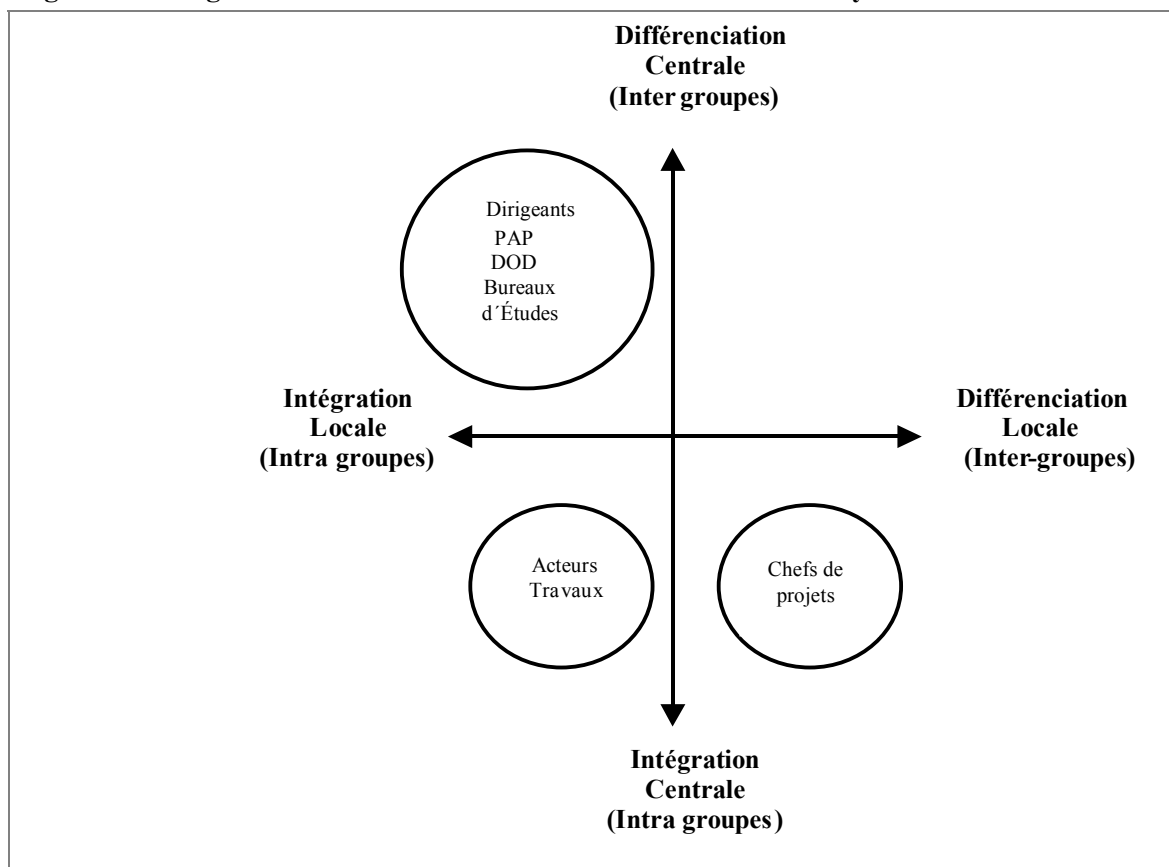 Différenciation
Centrale
(Inter groupes)
Dirigeants
PAP
DOD
Bureaux
d´Études
Intégration
Locale
(Intra groupes)
Différenciation
Locale
(Inter-groupes)
Acteurs
Travaux
Chefs de
projets
Intégration
Centrale
(Intra groupes)